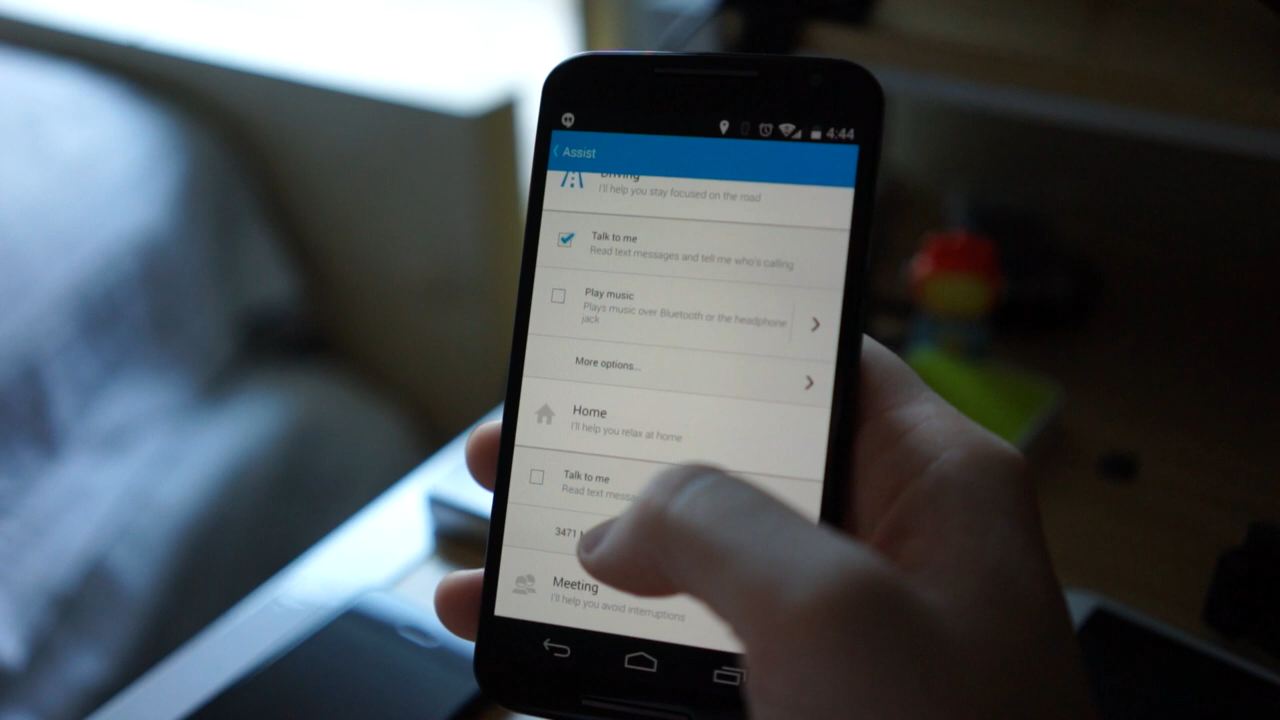 4:44
Assist
Driving
I'll help you stay focused on the road
Talk to me
Read text messages and tell me who's calling
Play music
Plays music over Bluetooth or the headphone
jack
More options...
Home
I'll help you relax at home
Talk to me
Read text
3471
Meeting
I'll help you avoid interruptions